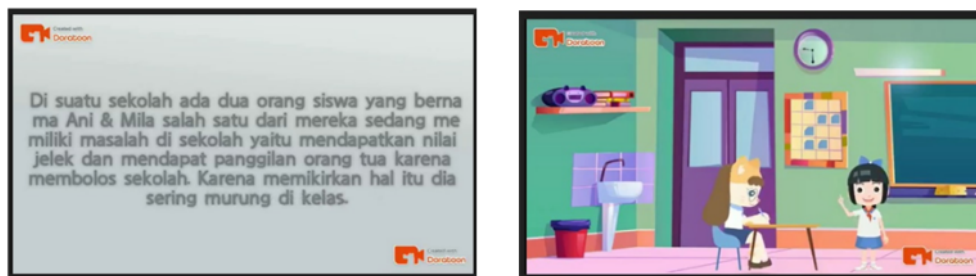 Created with
Doratoon
Di suatu sekolah ada dua orang siswa yang berna
ma Ani & Mila salah satu dari mereka sedang me
miliki masalah di sekolah yaitu mendapatkan nilai
jelek dan mendapat panggilan orang tua karena
membolos sekolah. Karena memikirkan hal itu dia
sering murung di kelas.
Created with
Doratoon
Created with
Doratoon
Created with
Doratoon